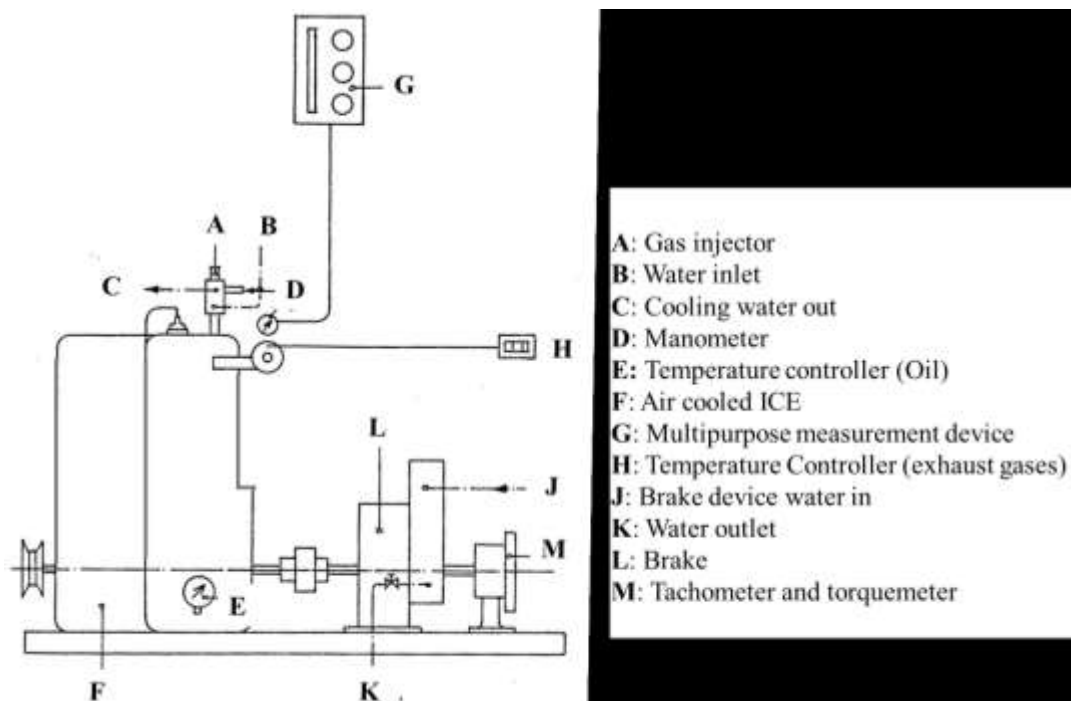 G
A
B
C
D
H
L
J
M
E
F
K
A: Gas injector
B: Water inlet
C: Cooling water out
D: Manometer
E: Temperature controller (Oil)
F: Air cooled ICE
G: Multipurpose measurement device
H: Temperature Controller (exhaust gases)
J: Brake device water in
K: Water outlet
L: Brake
M: Tachometer and torquemeter